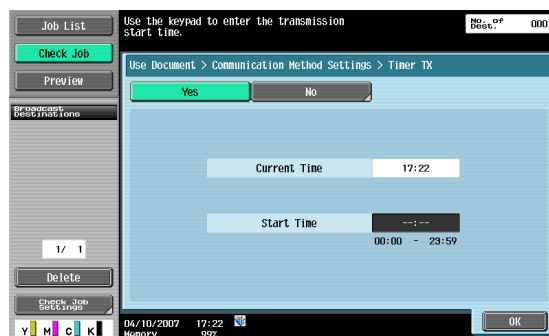 Job List
Use the keypad to enter the transmission
start time.
No. of
Dest.
000
Check Job
Use Document > Communication Method Settings > Timer TX
Preview
Yes
No
Broadcast
Destinations
Current Time
17:22
Start Time
--:--
00:00 - 23:59
1/ 1
Delete
Check Job
Settings
OK
Y M C K
04/10/2007 17:22
Memory 99%